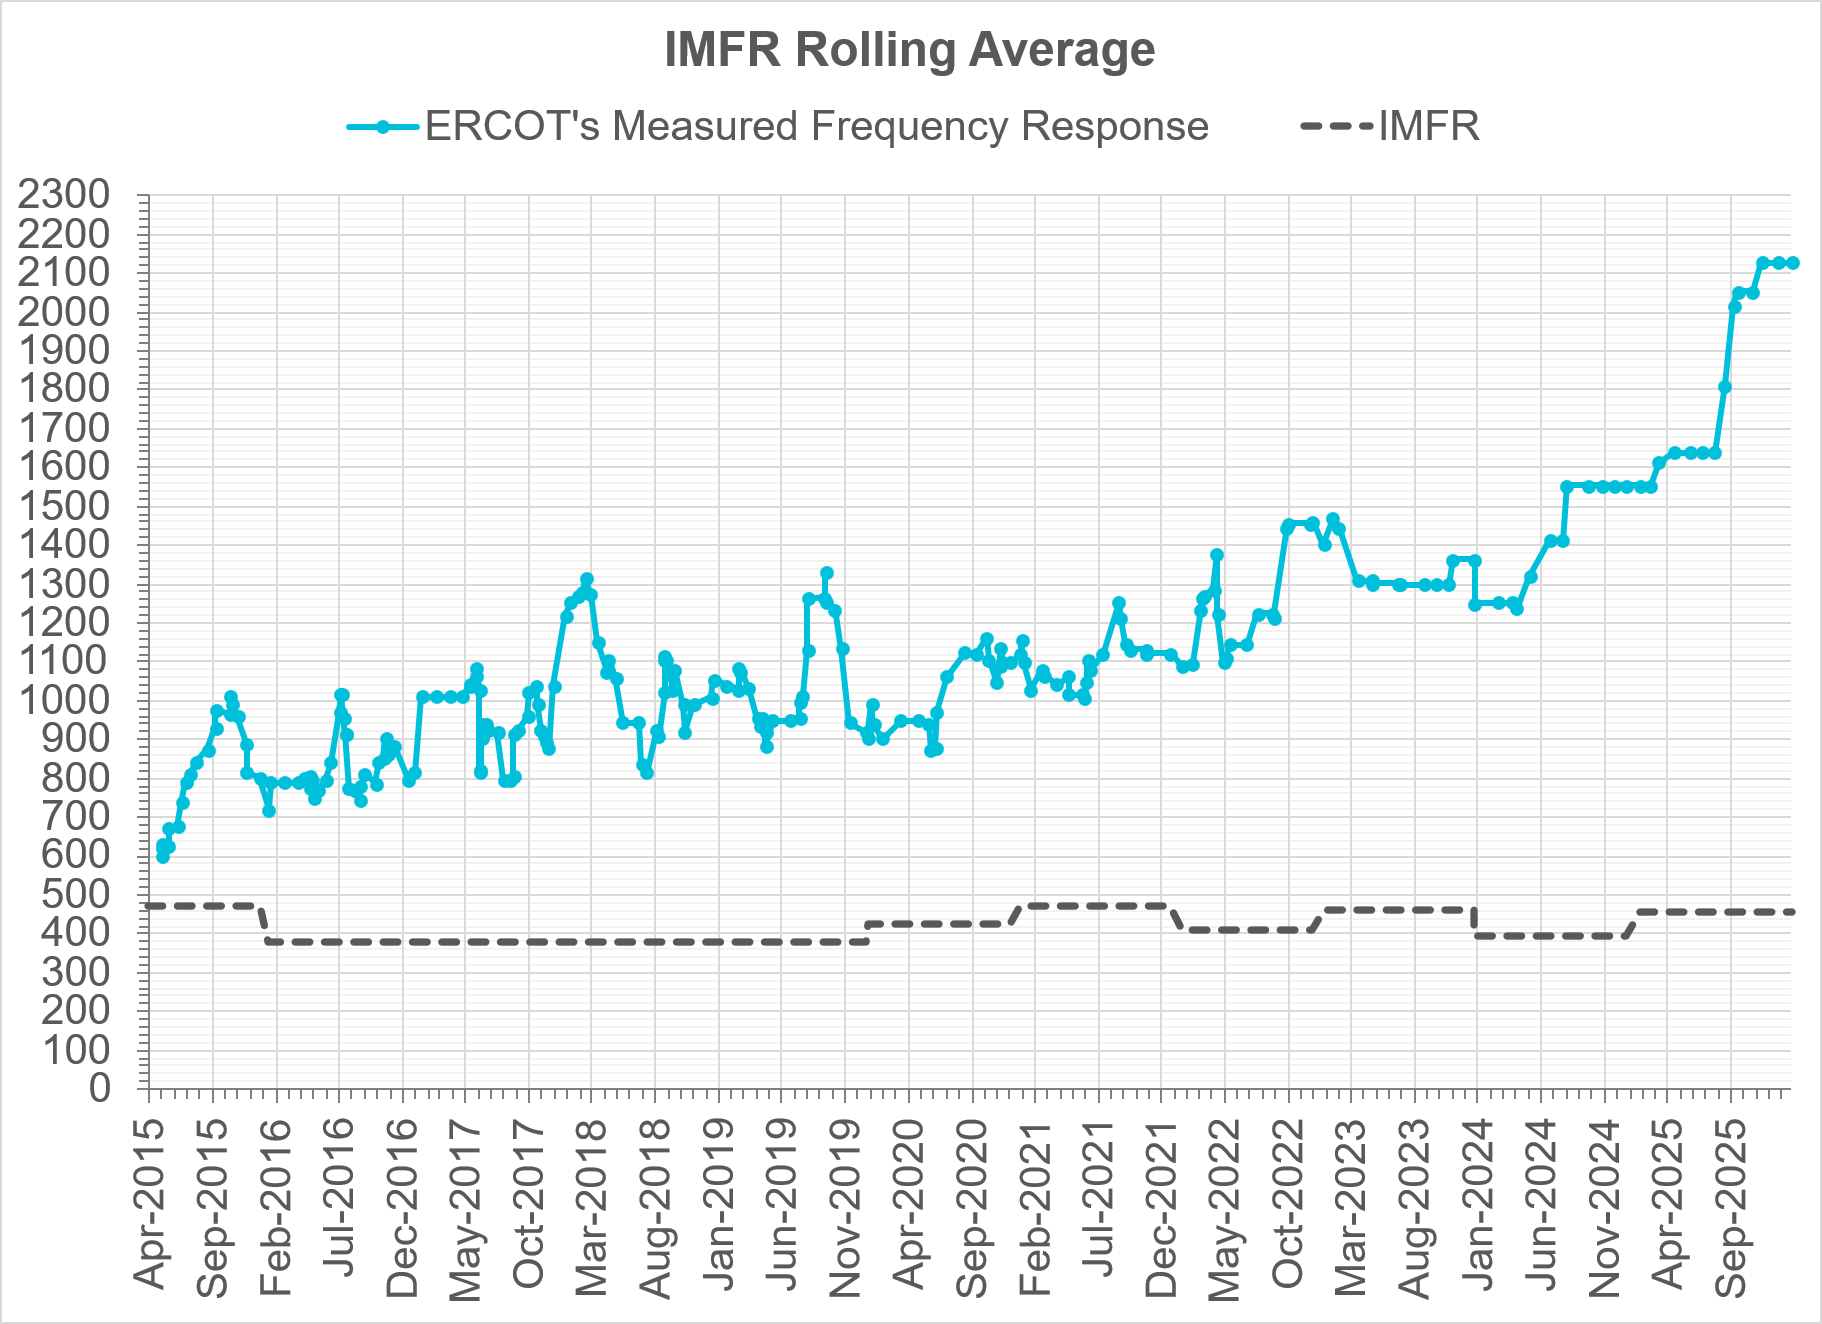 IMFR Rolling Average
ERCOT's Measured Frequency Response
IMFR
2300
2200
2100
2000
1900
1800
1700
1600
1500
1400
1300
1200
1100
1000
900
800
700
600
500
400
300
200
100
0
Apr-2015
Sep-2015
Feb-2016
Jul-2016
Dec-2016
May-2017
Oct-2017
Mar-2018
Aug-2018
Jan-2019
Jun-2019
Nov-2019
Apr-2020
Sep-2020
Feb-2021
Jul-2021
Dec-2021
May-2022
Oct-2022
Mar-2023
Aug-2023
Jan-2024
Jun-2024
Nov-2024
Apr-2025
Sep-2025